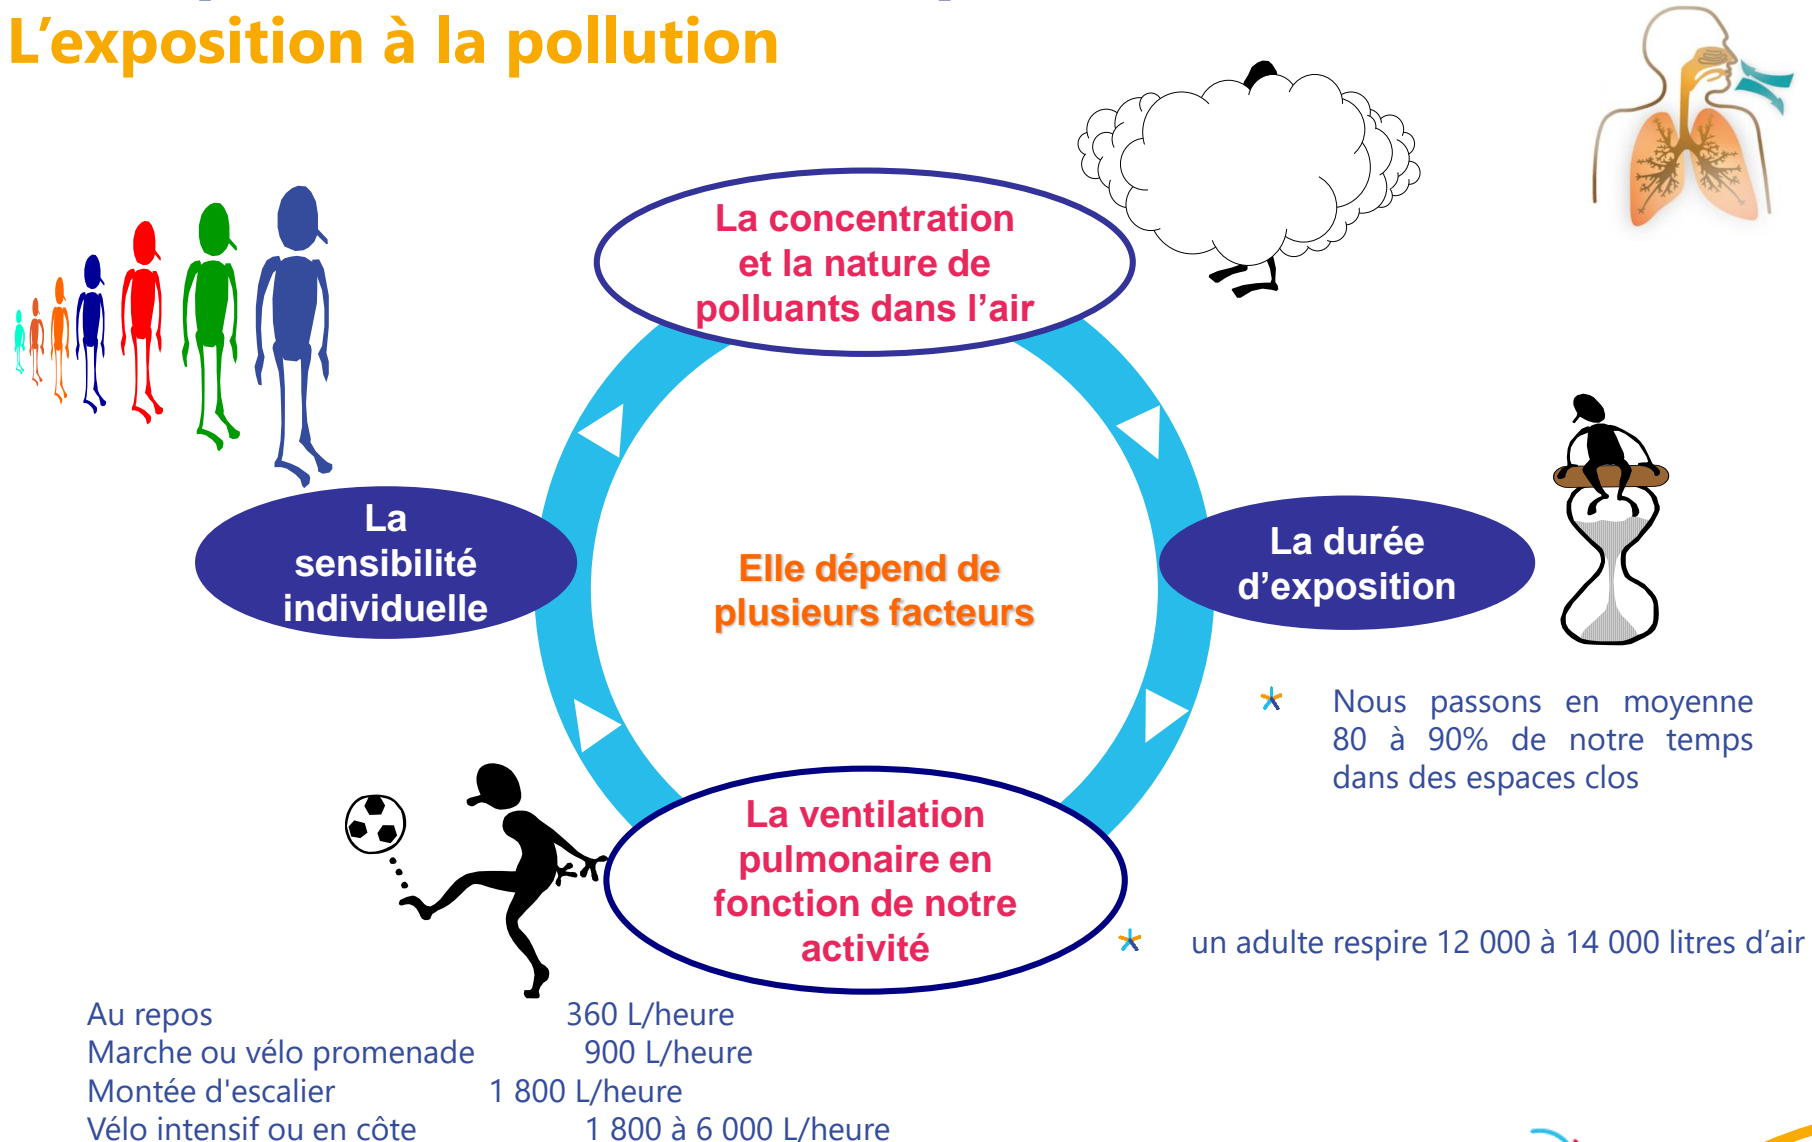 L'exposition à la pollution
La concentration
et la nature de
polluants dans l'air
La
sensibilité
individuelle
Elle dépend de
plusieurs facteurs
La durée
d'exposition
Nous passons en moyenne
80 à 90% de notre temps
dans des espaces clos
La ventilation
pulmonaire en
fonction de notre
activité
un adulte respire 12 000 à 14 000 litres d'air
Au repos 360 L/heure
Marche ou vélo promenade 900 L/heure
Montée d'escalier 1 800 L/heure
Vélo intensif ou en côte 1 800 à 6 000 L/heure